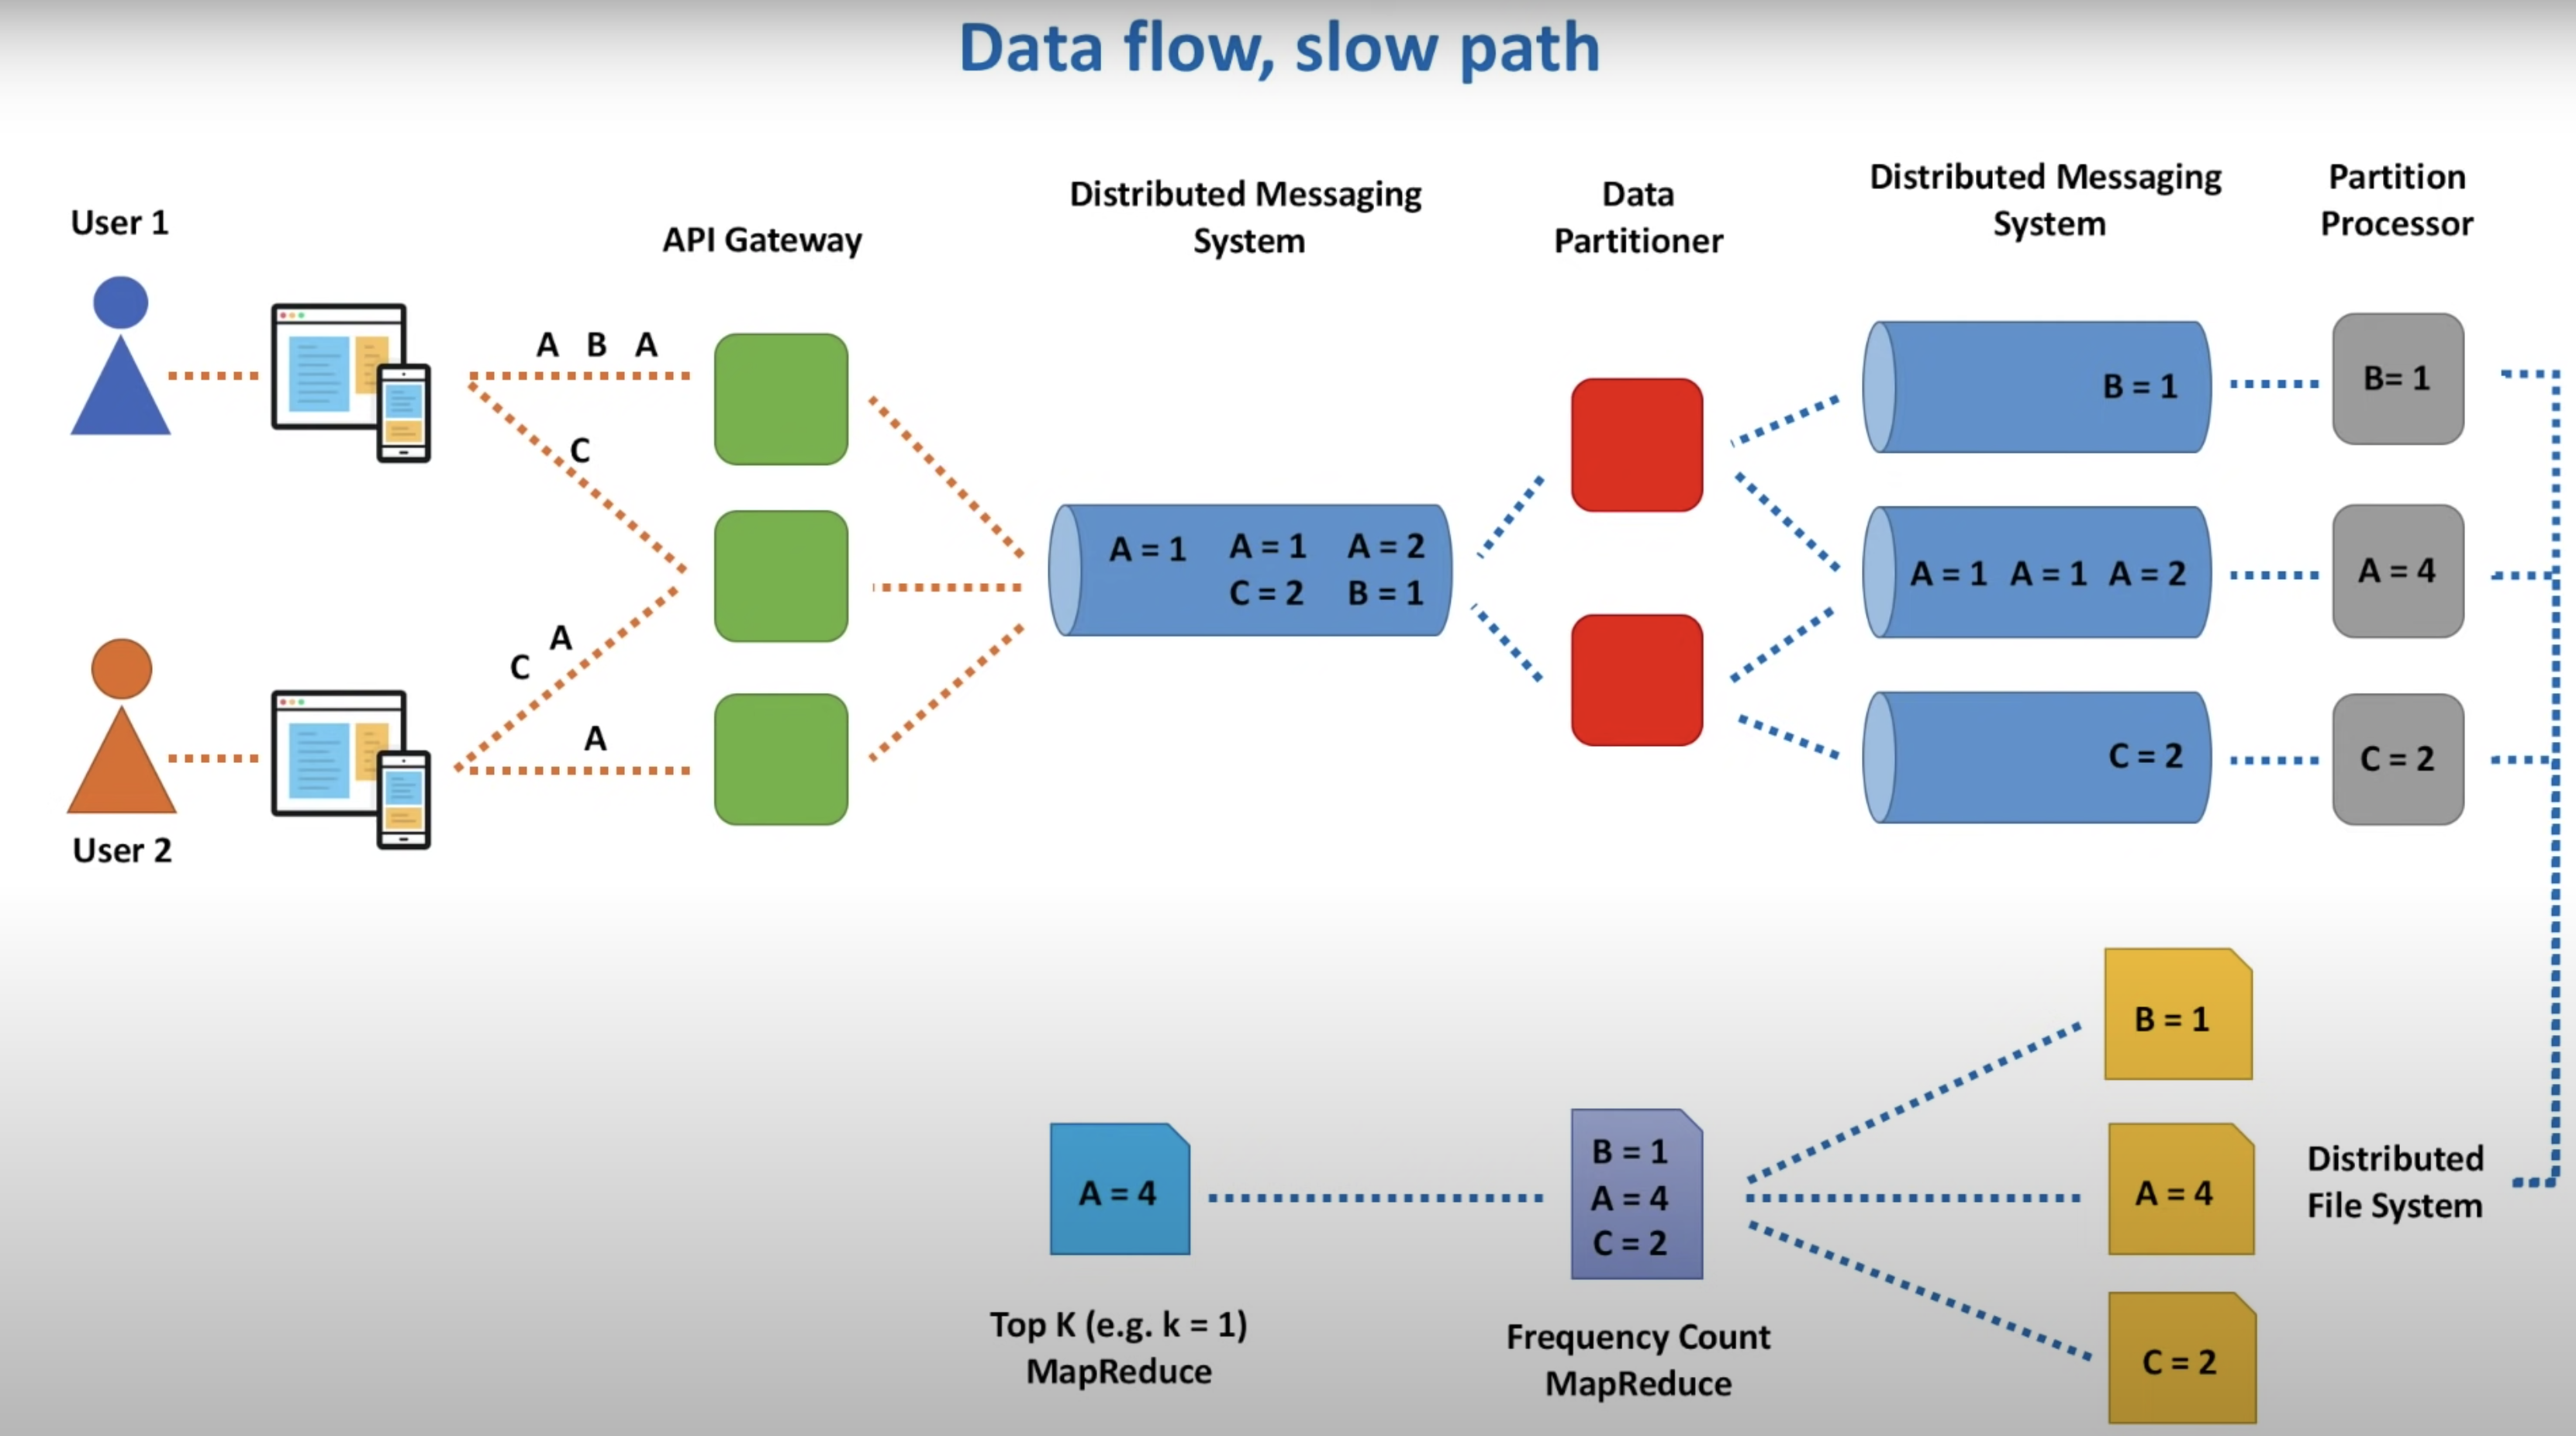 Data flow, slow path
User 1
API Gateway
Distributed Messaging
System
Data
Partitioner
Distributed Messaging
System
Partition
Processor
A B A
C
C A
A
User 2
A = 1 A = 1 A = 2
C = 2 B = 1
B = 1
A = 1 A = 1 A = 2
C = 2
B= 1
A = 4
C = 2
B = 1
A = 4
C = 2
Distributed
File System
B = 1
A = 4
C = 2
Frequency Count
MapReduce
A = 4
Top K (e.g. k = 1)
MapReduce